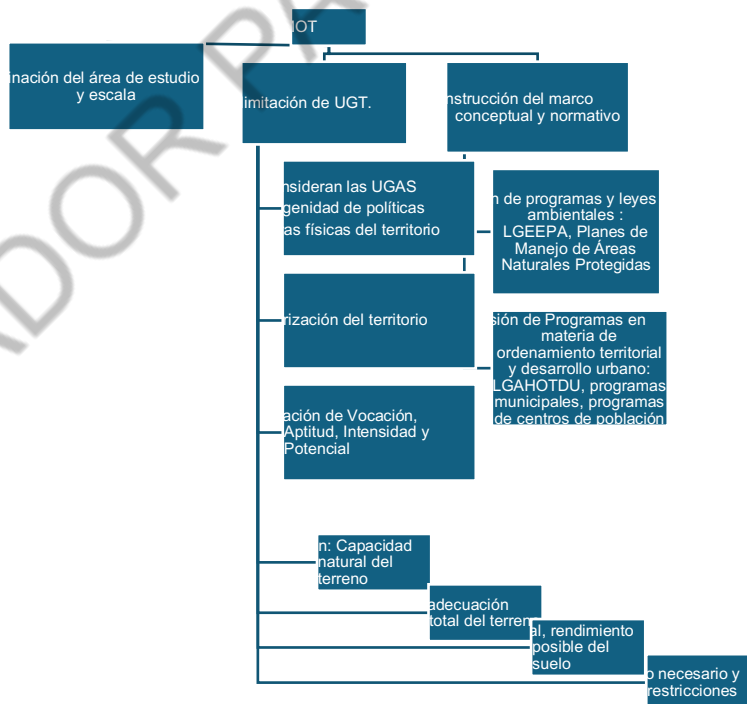 OT
inación del área de estudio
y escala
imitación de UGT.
nstrucción del marco
conceptual y normativo
nsideran las UGAS
genidad de políticas
as físicas del territorio
n de programas y leyes
ambientales :
LGEEPA, Planes de
Manejo de Áreas
Naturales Protegidas
rización del territorio
sión de Programas en
materia de
ordenamiento territorial
y desarrollo urbano:
LGAHOTDU, programas
municipales, programas
de centros de población
ación de Vocación,
Aptitud, Intensidad y
Potencial
n: Capacidad
natural del
terreno
adecuación
total del terren
al, rendimiento
posible del
suelo
o necesario y
restricciones
ADOR PA